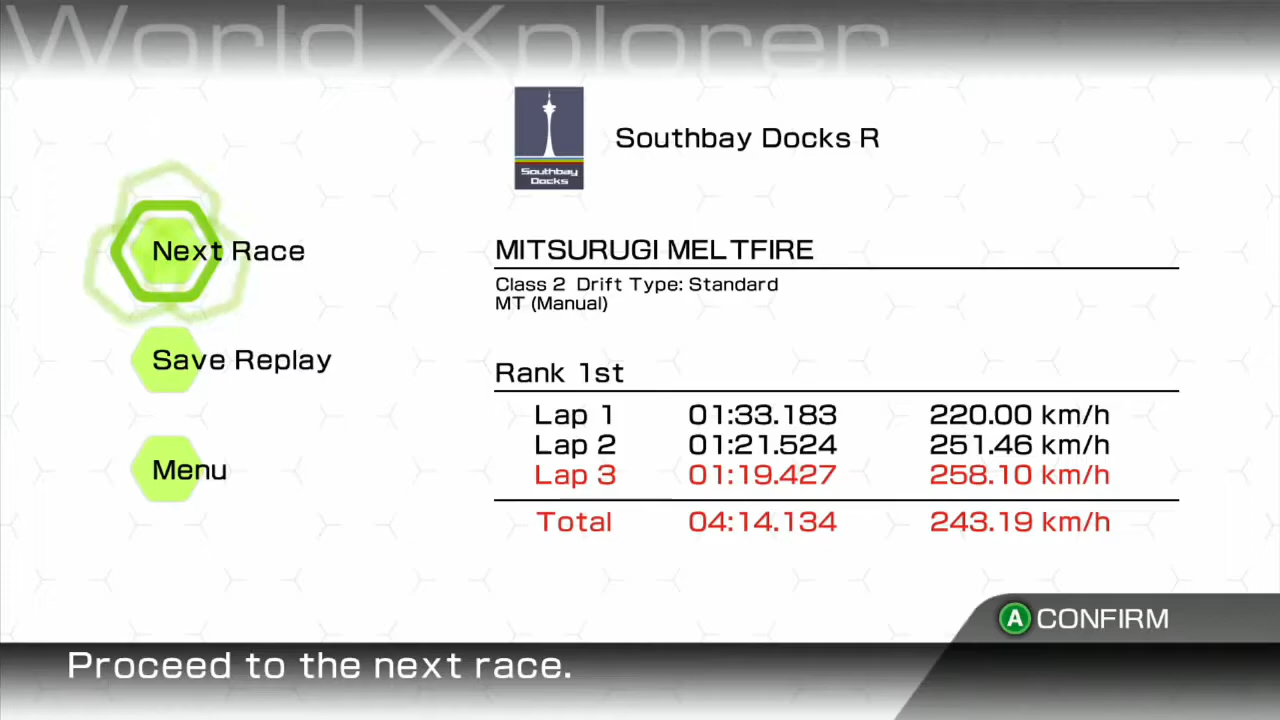 World Xplorer
Southbay
Docks
Southbay Docks R
Next Race
Save Replay
Menu
MITSURUGI MELTFIRE
Class 2 Drift Type: Standard
MT (Manual)
Rank 1st
Lap 1 01:33.183 220.00 km/h
Lap 2 01:21.524 251.46 km/h
Lap 3 01:19.427 258.10 km/h
Total 04:14.134 243.19 km/h
A CONFIRM
Proceed to the next race.